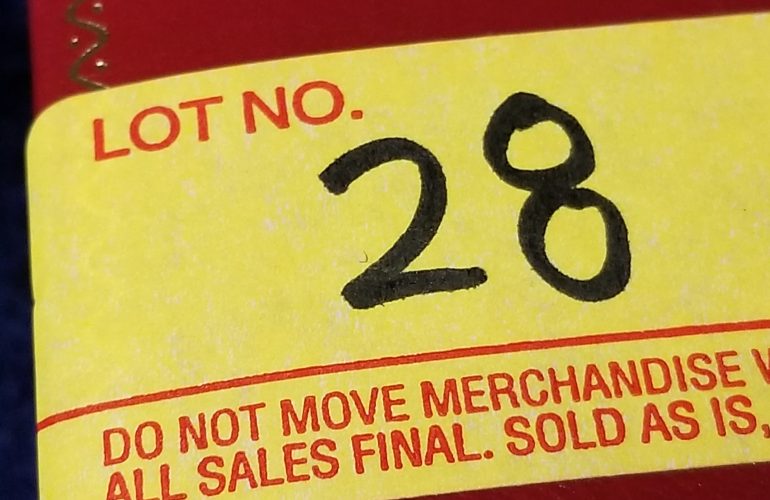 LOT NO.
28
DO NOT MOVE MERCHANDISE
ALL SALES FINAL. SOLD AS IS,